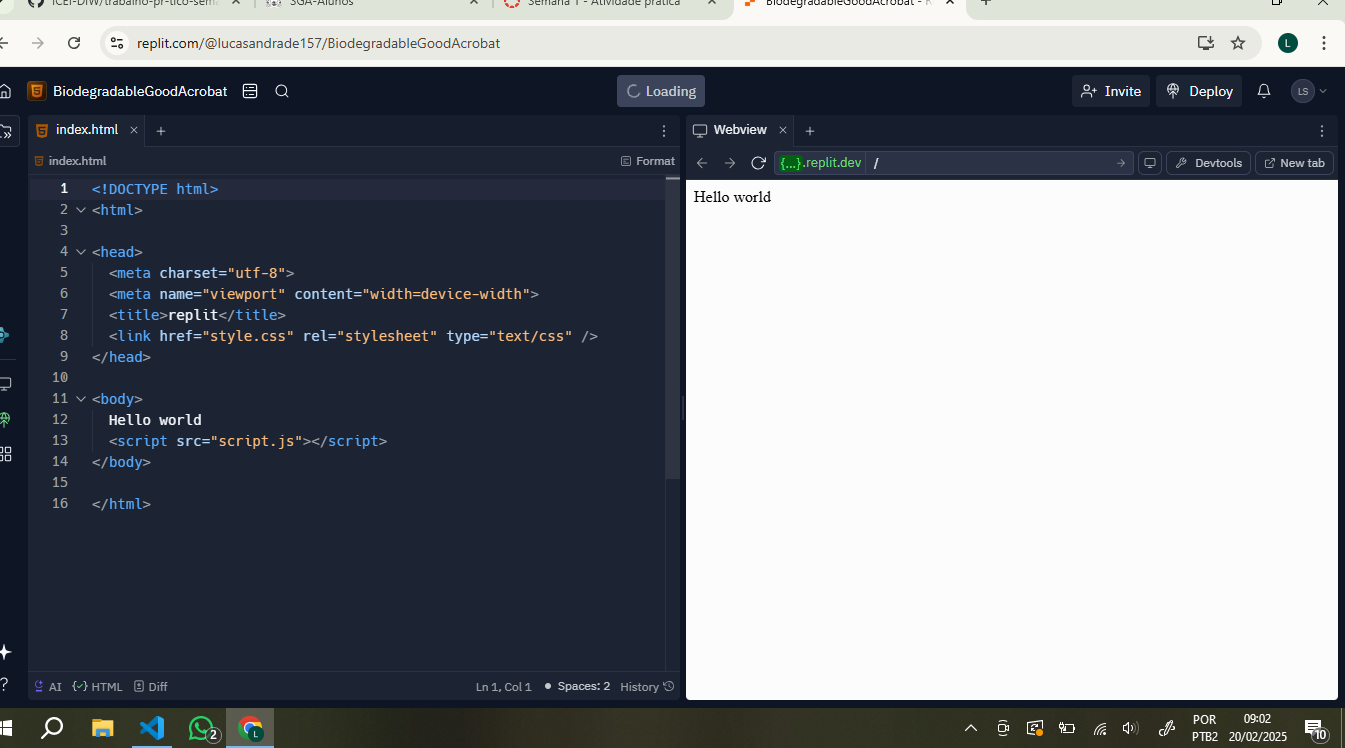 ICEI-DIW/trabalho-pr-tico-sema
SGA-Alunos
Semana 1 - Atividade prática
BiodegradableGoodAcrobat - R
replit.com/@lucasandrade157/BiodegradableGoodAcrobat
L
BiodegradableGoodAcrobat
Loading
Invite
Deploy
LS
index.html
Webview
index.html
Format
{...}.replit.dev
/
Devtools
New tab
1 <!DOCTYPE html>
2 <html>
3
4 <head>
5 <meta charset="utf-8">
6 <meta name="viewport" content="width=device-width">
7 <title>replit</title>
8 <link href="style.css" rel="stylesheet" type="text/css" />
9 </head>
10
11 <body>
12 Hello world
13 <script src="script.js"></script>
14 </body>
15
16 </html>
Hello world
AI
HTML
Diff
Ln 1, Col 1
Spaces: 2
History
2
L
POR
PTB2
09:02
20/02/2025
10